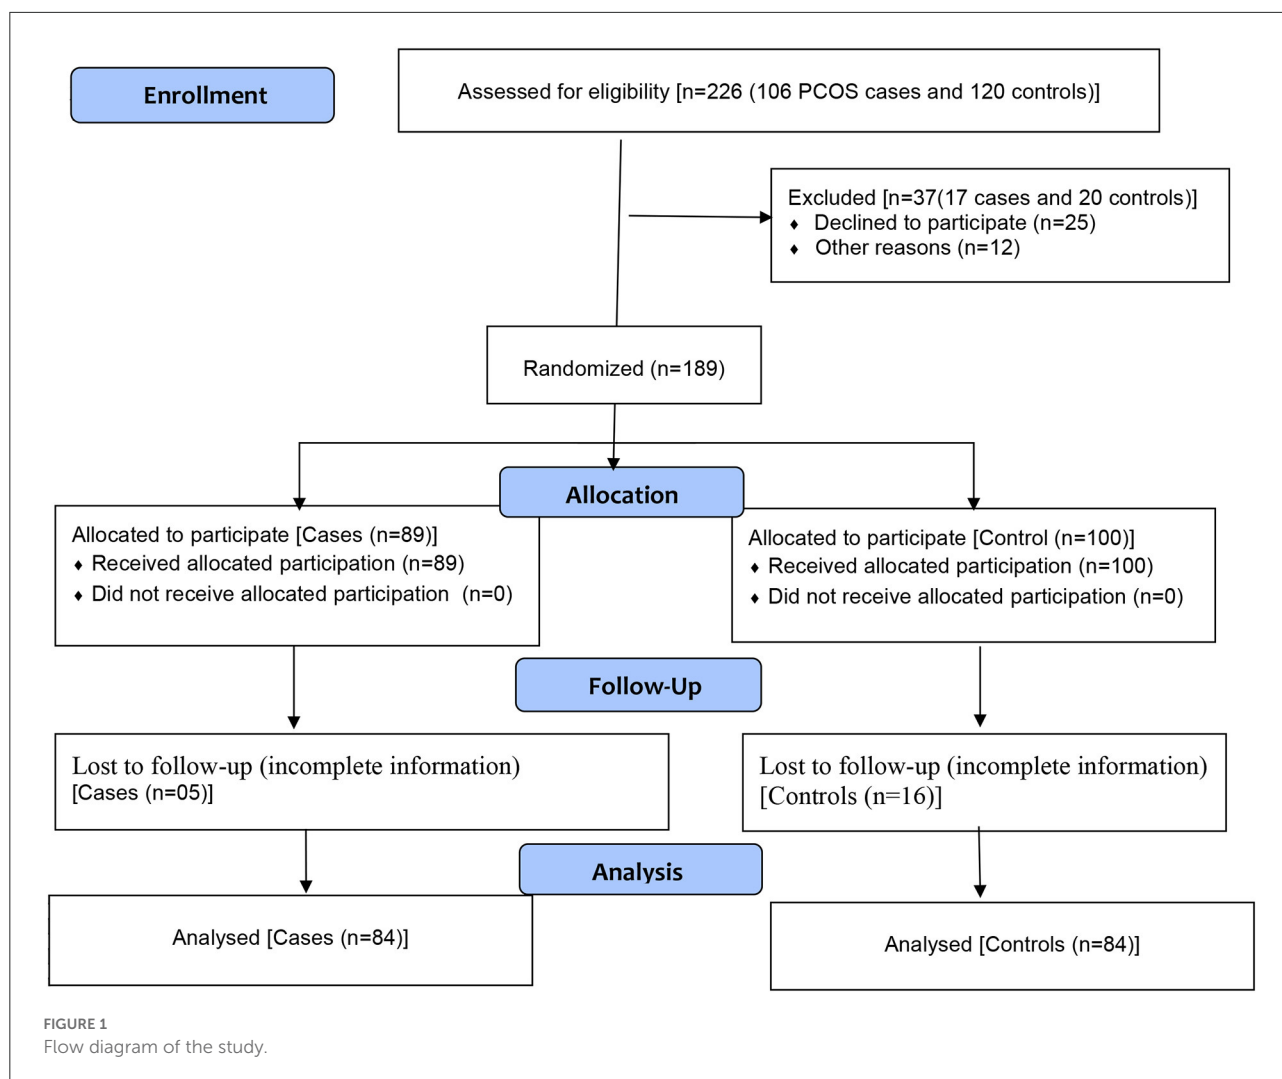 Enrollment
Assessed for eligibility [n=226 (106 PCOS cases and 120 controls)]
Excluded [n=37(17 cases and 20 controls)]
♦ Declined to participate (n=25)
♦ Other reasons (n=12)
Randomized (n=189)
Allocation
Allocated to participate [Cases (n=89)]
♦ Received allocated participation (n=89)
♦ Did not receive allocated participation (n=0)
Allocated to participate [Control (n=100)]
♦ Received allocated participation (n=100)
♦ Did not receive allocated participation (n=0)
Follow-Up
Lost to follow-up (incomplete information)
[Cases (n=05)]
Lost to follow-up (incomplete information)
[Controls (n=16)]
Analysis
Analysed [Cases (n=84)]
Analysed [Controls (n=84)]
FIGURE 1
Flow diagram of the study.